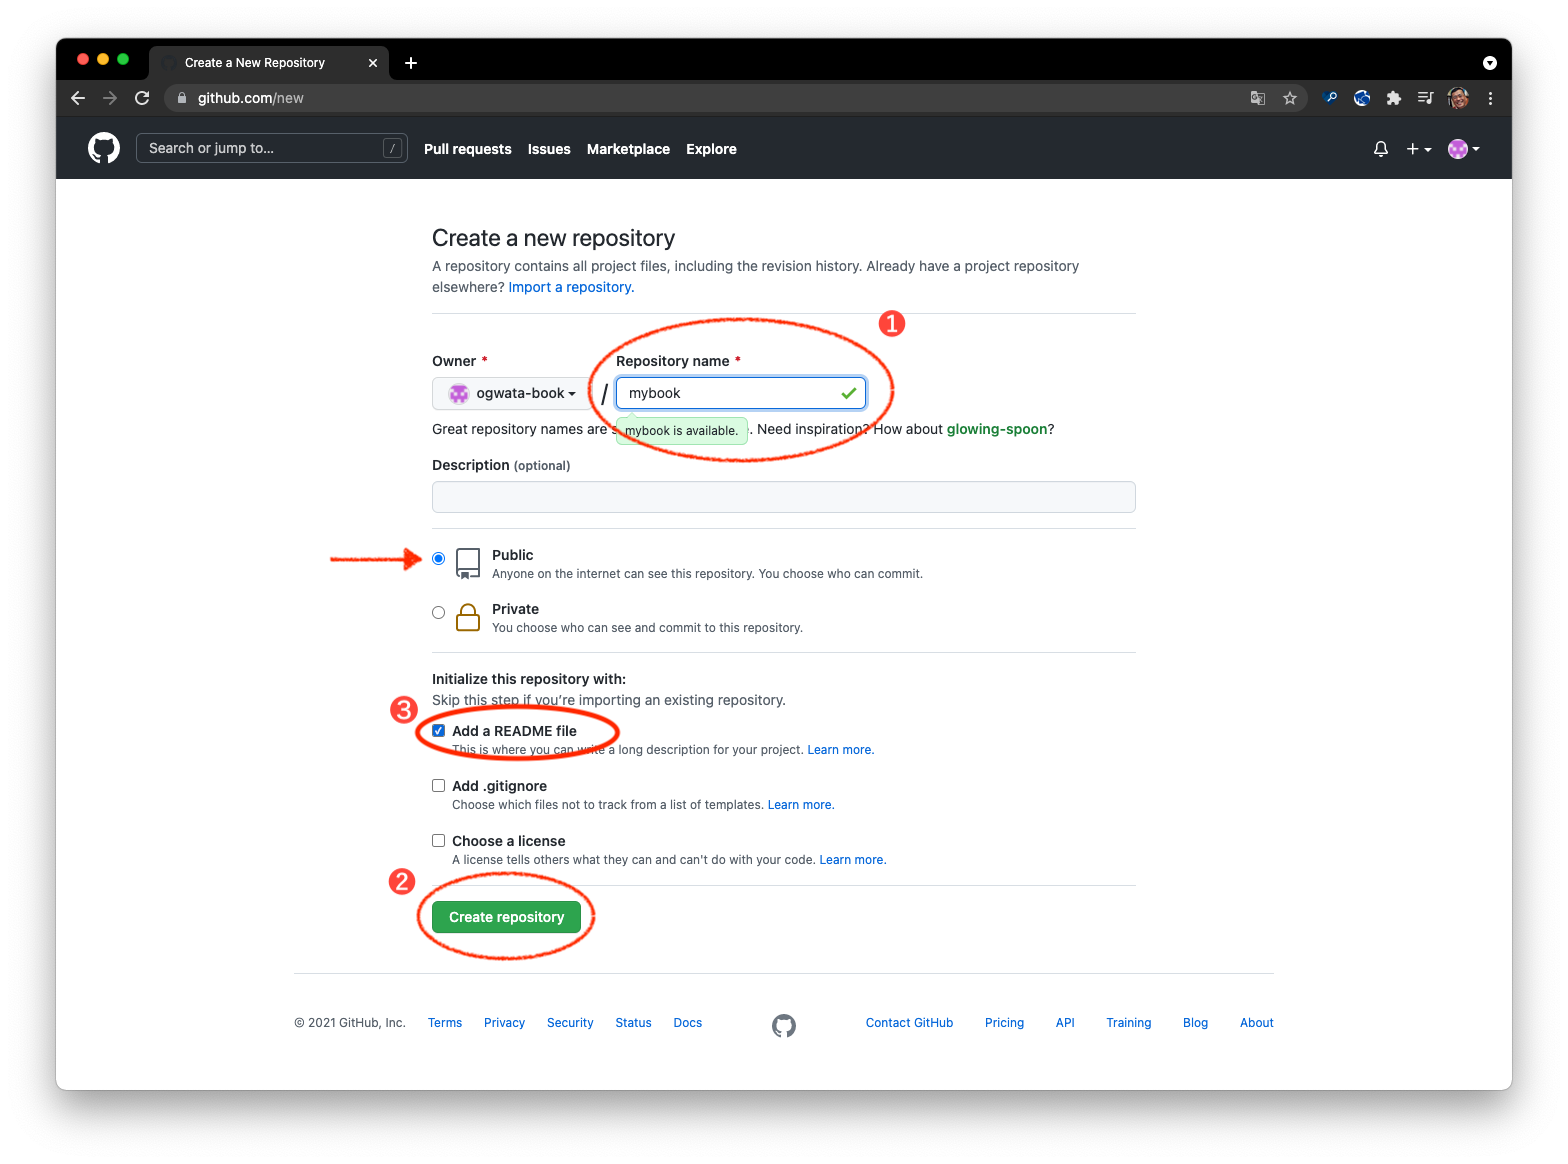 Create a New Repository
github.com/new
Search or jump to... /
Pull requests Issues Marketplace Explore
Create a new repository
A repository contains all project files, including the revision history. Already have a project repository
elsewhere? Import a repository.
1
Owner * Repository name *
ogwata-book / mybook
Great repository names are s mybook is available. . Need inspiration? How about glowing-spoon?
Description (optional)
Public
Anyone on the internet can see this repository. You choose who can commit.
Private
You choose who can see and commit to this repository.
Initialize this repository with:
Skip this step if you're importing an existing repository.
3
Add a README file
This is where you can write a long description for your project. Learn more.
Add .gitignore
Choose which files not to track from a list of templates. Learn more.
Choose a license
A license tells others what they can and can't do with your code. Learn more.
2
Create repository
© 2021 GitHub, Inc. Terms Privacy Security Status Docs Contact GitHub Pricing API Training Blog About